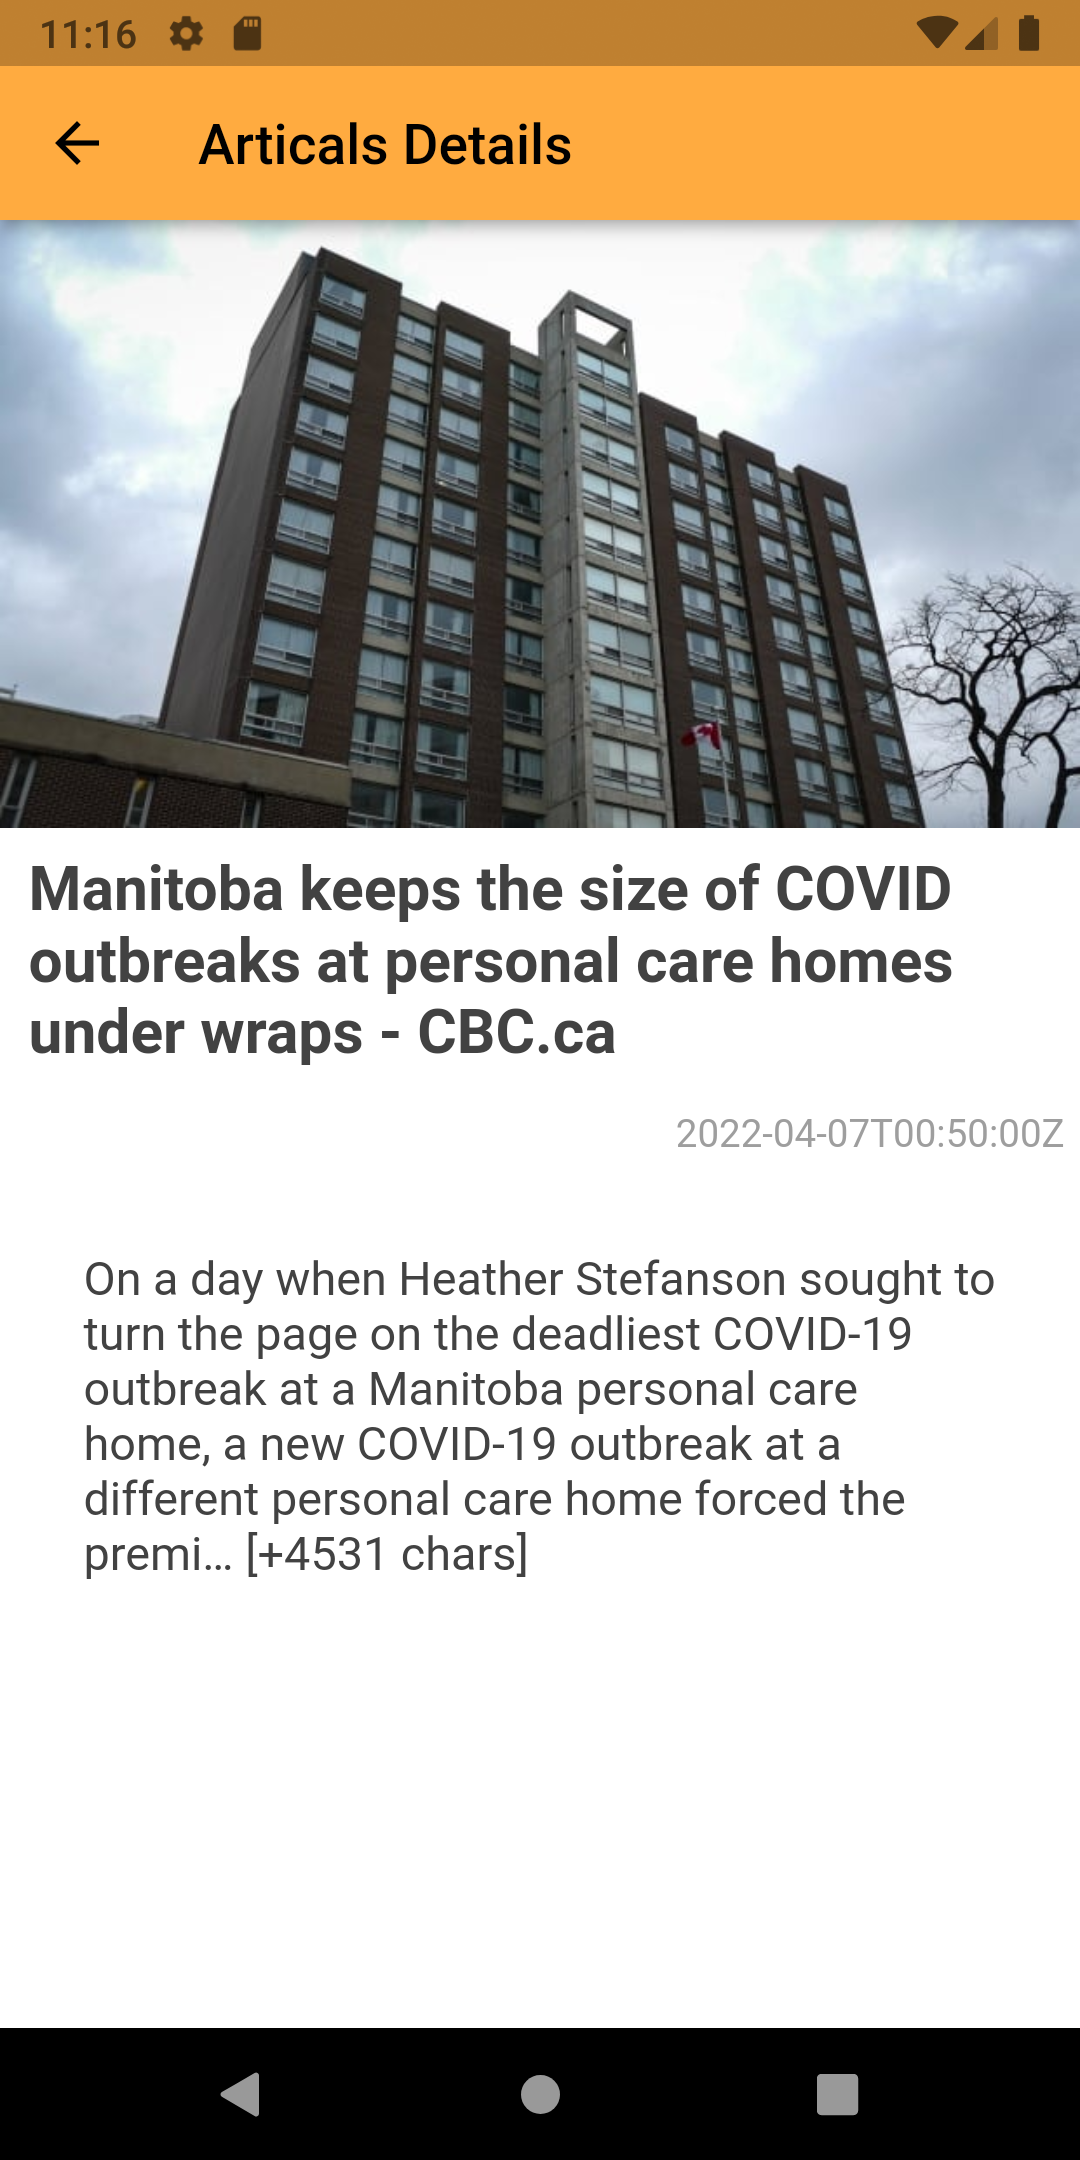 11:16
Articals Details
Manitoba keeps the size of COVID
outbreaks at personal care homes
under wraps - CBC.ca
2022-04-07T00:50:00Z
On a day when Heather Stefanson sought to
turn the page on the deadliest COVID-19
outbreak at a Manitoba personal care
home, a new COVID-19 outbreak at a
different personal care home forced the
premi… [+4531 chars]